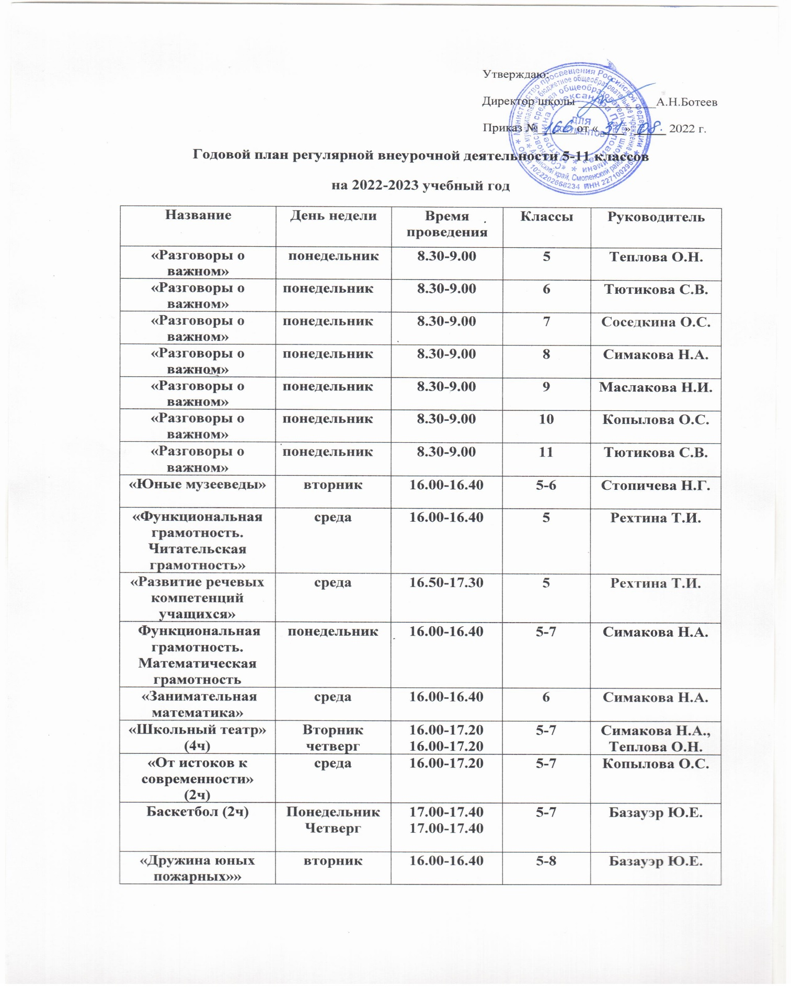 Утверждаю:
Директор школы ____________ А.Н.Ботеев
Приказ № 166 от « 31 » 08. 2022 г.
Министерство просвещения Российской Федерации
муниципальное бюджетное общеобразовательное учреждение
средняя общеобразовательная школа имени
Александра Павловича»
Алтайский край, Смоленский район
ОГРН 1022202668234 ИНН
ДЛЯ
ДОКУМЕНТОВ
Годовой план регулярной внеурочной деятельности 5-11 классов
на 2022-2023 учебный год
Название День недели Время Классы Руководитель
проведения
«Разговоры о понедельник 8.30-9.00 5 Теплова О.Н.
важном»
«Разговоры о понедельник 8.30-9.00 6 Тютикова С.В.
важном»
«Разговоры о понедельник 8.30-9.00 7 Соседкина О.С.
важном»
«Разговоры о понедельник 8.30-9.00 8 Симакова Н.А.
важном»
«Разговоры о понедельник 8.30-9.00 9 Маслакова Н.И.
важном»
«Разговоры о понедельник 8.30-9.00 10 Копылова О.С.
важном»
«Разговоры о понедельник 8.30-9.00 11 Тютикова С.В.
важном»
«Юные музееведы» вторник 16.00-16.40 5-6 Стопичева Н.Г.
«Функциональная среда 16.00-16.40 5 Рехтина Т.И.
грамотность.
Читательская
грамотность»
«Развитие речевых среда 16.50-17.30 5 Рехтина Т.И.
компетенций
учащихся»
Функциональная понедельник 16.00-16.40 5-7 Симакова Н.А.
грамотность.
Математическая
грамотность
«Занимательная среда 16.00-16.40 6 Симакова Н.А.
математика»
«Школьный театр» Вторник 16.00-17.20 5-7 Симакова Н.А.,
(4ч) четверг 16.00-17.20 Теплова О.Н.
«От истоков к среда 16.00-17.20 5-7 Копылова О.С.
современности»
(2ч)
Баскетбол (2ч) Понедельник 17.00-17.40 5-7 Базауэр Ю.Е.
Четверг 17.00-17.40
«Дружина юных вторник 16.00-16.40 5-8 Базауэр Ю.Е.
пожарных»»